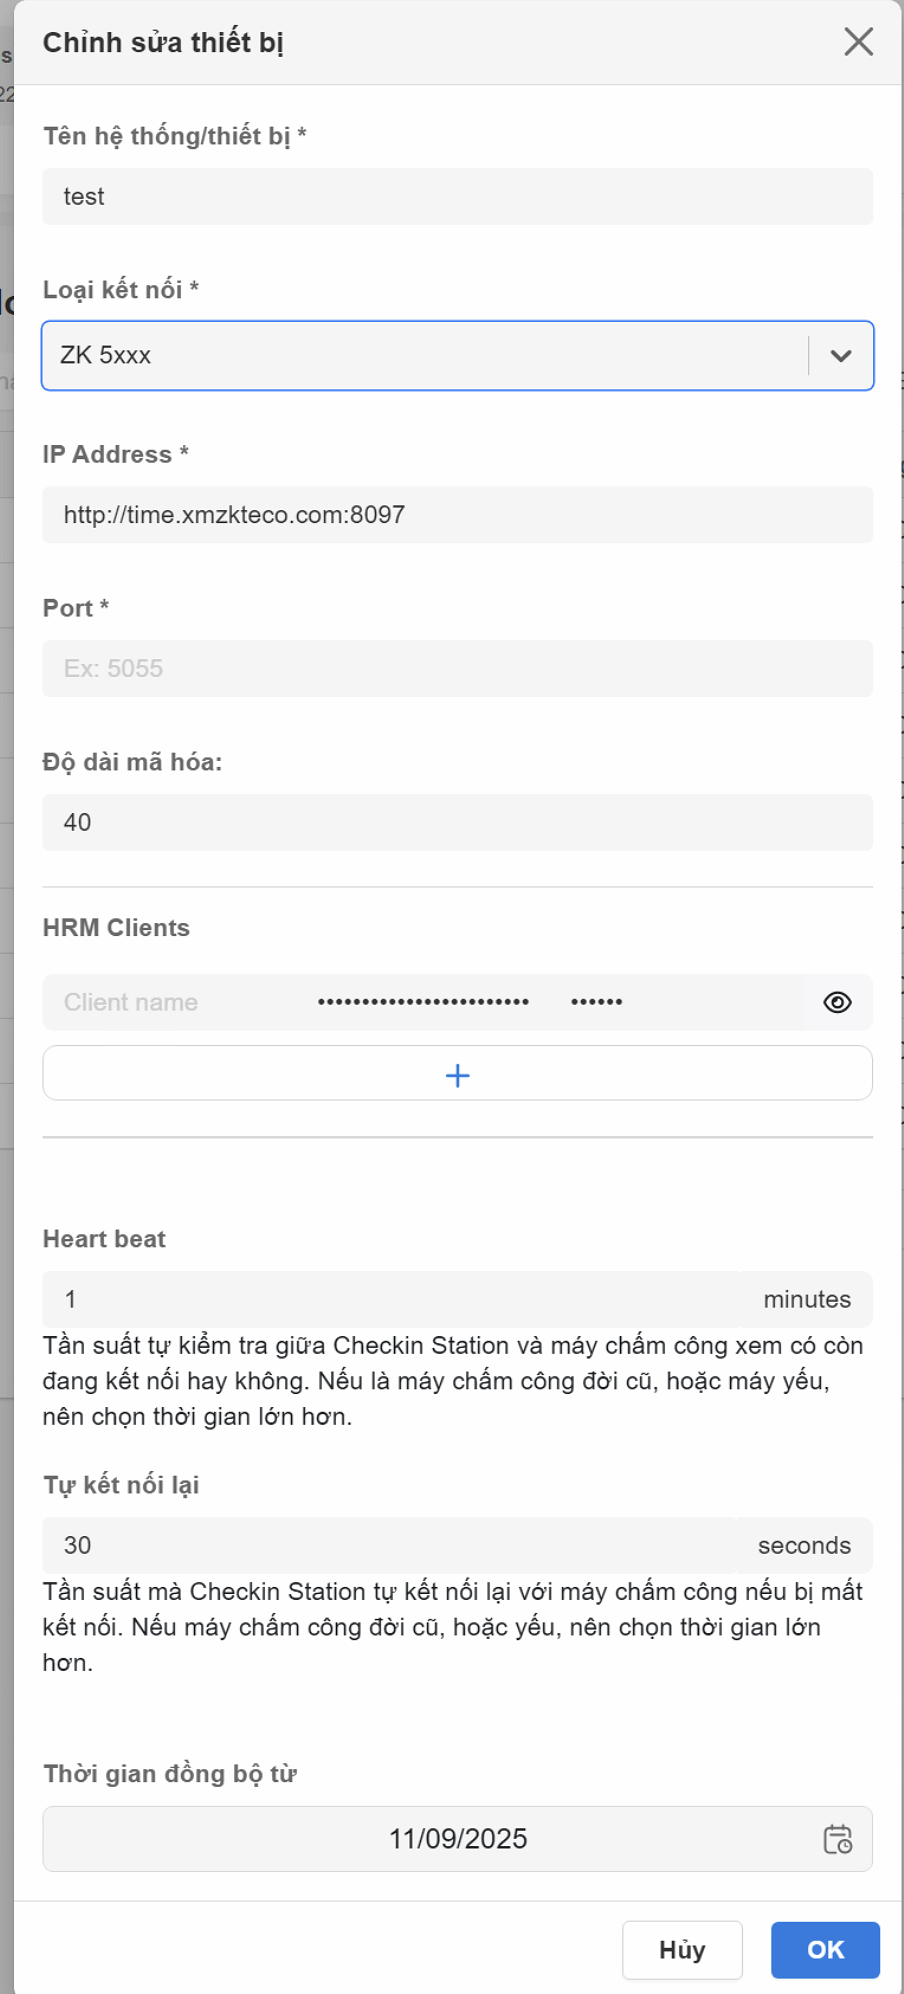 Chỉnh sửa thiết bị
Tên hệ thống/thiết bị *
test
Loại kết nối *
ZK 5xxx
IP Address *
http://time.xmzkteco.com:8097
Port *
Ex: 5055
Độ dài mã hóa:
40
HRM Clients
Client name •••••••••••••••••••••••• ••••••
+
Heart beat
1 minutes
Tần suất tự kiểm tra giữa Checkin Station và máy chấm công xem có còn
đang kết nối hay không. Nếu là máy chấm công đời cũ, hoặc máy yếu,
nên chọn thời gian lớn hơn.
Tự kết nối lại
30 seconds
Tần suất mà Checkin Station tự kết nối lại với máy chấm công nếu bị mất
kết nối. Nếu máy chấm công đời cũ, hoặc yếu, nên chọn thời gian lớn
hơn.
Thời gian đồng bộ từ
11/09/2025
Hủy
OK